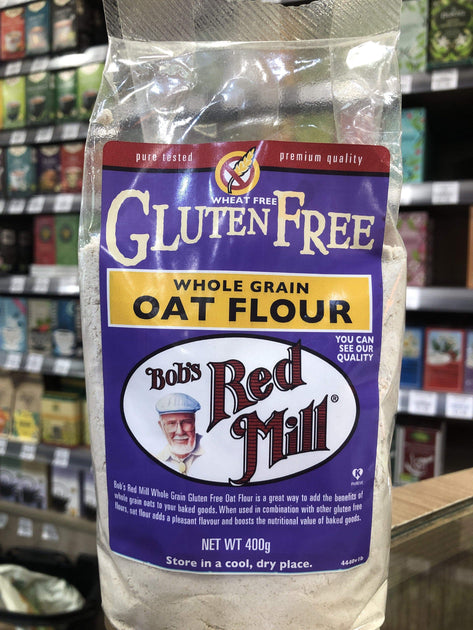 pure tested premium quality
WHEAT FREE
GLUTEN FREE
WHOLE GRAIN
OAT FLOUR
YOU CAN
SEE OUR
QUALITY
Bob's
Red
Mill®
K
PAREVE
Bob's Red Mill Whole Grain Gluten Free Oat Flour is a great way to add the benefits of
whole grain oats to your baked goods. When used in combination with other gluten free
flours, oat flour adds a pleasant flavour and boosts the nutritional value of baked goods.
NET WT 400g
Store in a cool, dry place.